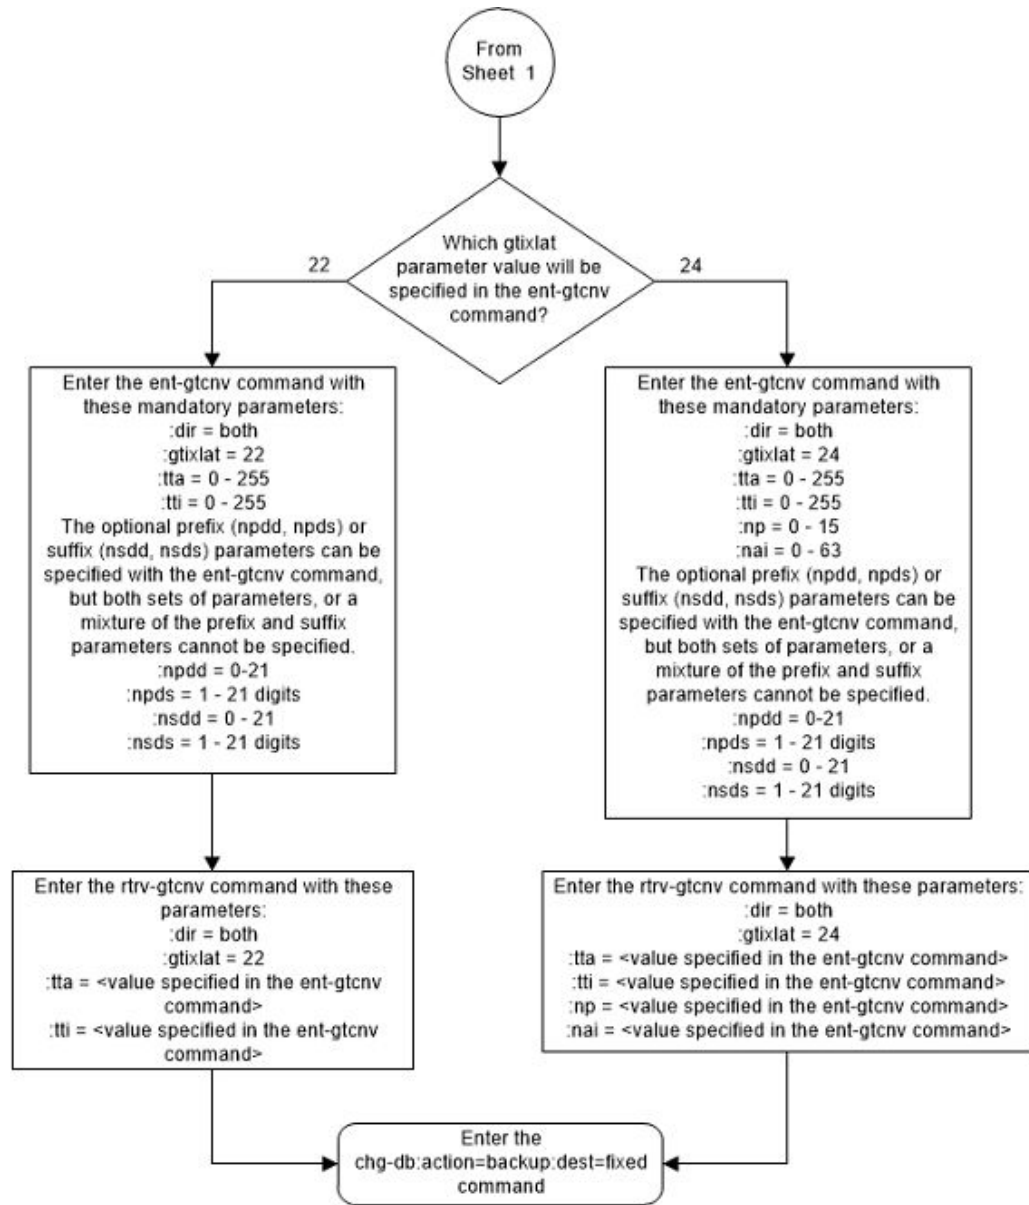 From
Sheet 1
Which gtixlat
parameter value will be
specified in the ent-gtcnv
command?
22
24
Enter the ent-gtcnv command with
these mandatory parameters:
:dir = both
:gtixlat = 22
:tta = 0 - 255
:tti = 0 - 255
The optional prefix (npdd, npds) or
suffix (nsdd, nsds) parameters can be
specified with the ent-gtcnv command,
but both sets of parameters, or a
mixture of the prefix and suffix
parameters cannot be specified.
:npdd = 0-21
:npds = 1 - 21 digits
:nsdd = 0 - 21
:nsds = 1 - 21 digits
Enter the ent-gtcnv command with
these mandatory parameters:
:dir = both
:gtixlat = 24
:tta = 0 - 255
:tti = 0 - 255
:np = 0 - 15
:nai = 0 - 63
The optional prefix (npdd, npds) or
suffix (nsdd, nsds) parameters can be
specified with the ent-gtcnv command,
but both sets of parameters, or a
mixture of the prefix and suffix
parameters cannot be specified.
:npdd = 0-21
:npds = 1 - 21 digits
:nsdd = 0 - 21
:nsds = 1 - 21 digits
Enter the rtrv-gtcnv command with these
parameters:
:dir = both
:gtixlat = 22
:tta = <value specified in the ent-gtcnv
command>
:tti = <value specified in the ent-gtcnv
command>
Enter the rtrv-gtcnv command with these parameters:
:dir = both
:gtixlat = 24
:tta = <value specified in the ent-gtcnv command>
:tti = <value specified in the ent-gtcnv command>
:np = <value specified in the ent-gtcnv command>
:nai = <value specified in the ent-gtcnv command>
Enter the
chg-db:action=backup:dest=fixed
command